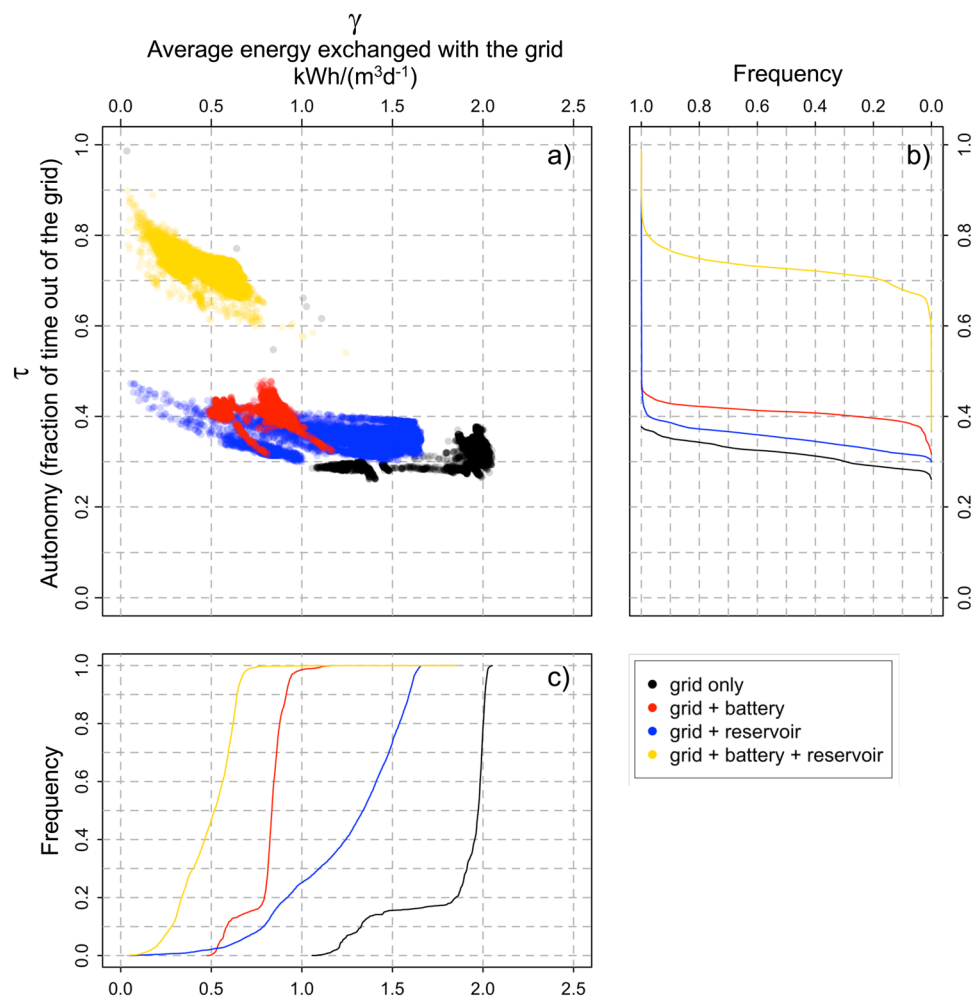 γ
Average energy exchanged with the grid
kWh/(m³d⁻¹)
0.0 0.5 1.0 1.5 2.0 2.5
τ
Autonomy (fraction of time out of the grid)
1.0
0.8
0.6
0.4
0.2
0.0
a)
Frequency
1.0 0.8 0.6 0.4 0.2 0.0
b)
1.0
0.8
0.6
0.4
0.2
0.0
Frequency
1.0
0.8
0.6
0.4
0.2
0.0
c)
0.0 0.5 1.0 1.5 2.0 2.5
grid only
grid + battery
grid + reservoir
grid + battery + reservoir